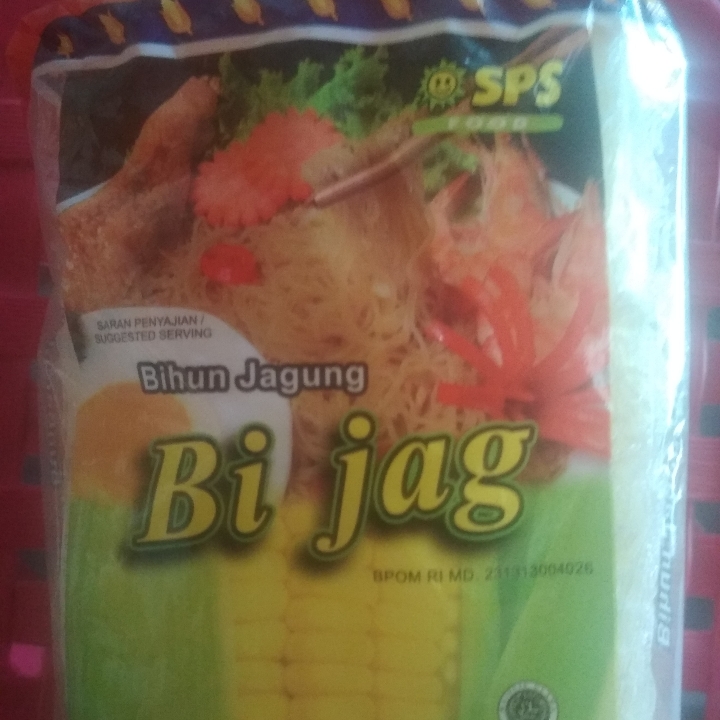 SPS
FOOD
SARAN PENYAJIAN /
SUGGESTED SERVING
Bihun Jagung
Bi jag
BPOM RI MD. 231313004026